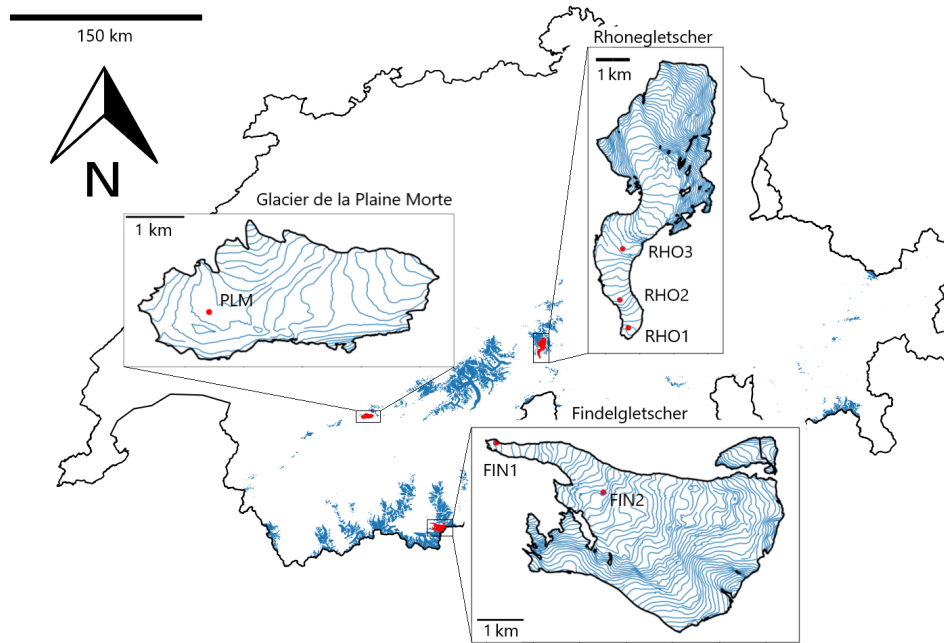 150 km
N
Rhonegletscher
1 km
RHO3
RHO2
RHO1
Glacier de la Plaine Morte
1 km
PLM
Findelgletscher
FIN1
FIN2
1 km